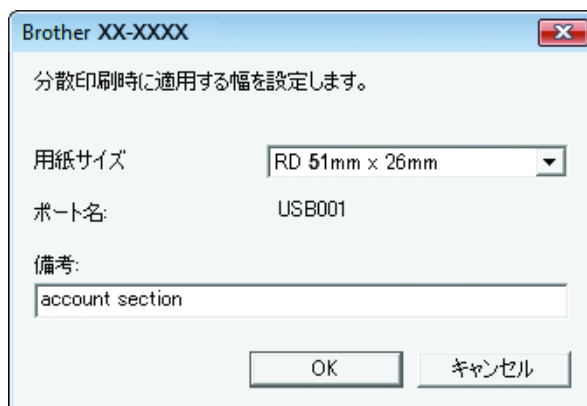 Brother XX-XXXX
分散印刷時に適用する幅を設定します。
用紙サイズ RD 51mm x 26mm
ポート名: USB001
備考:
account section
OK キャンセル